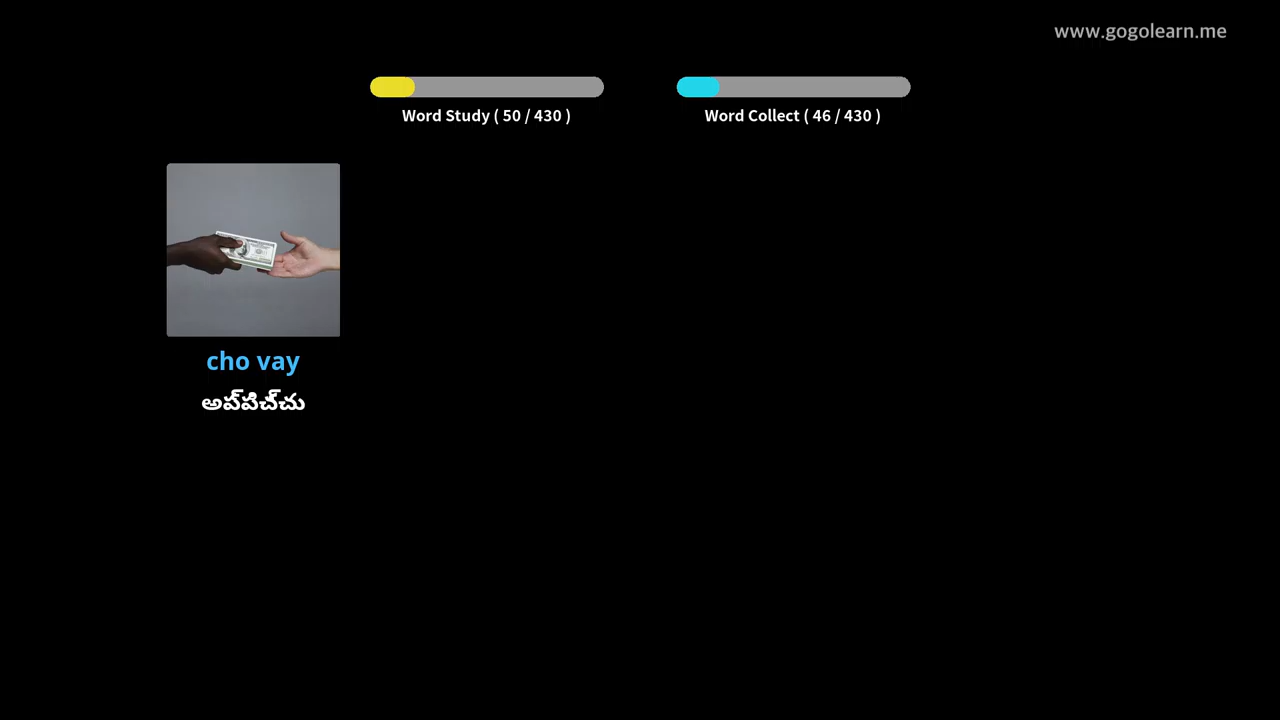 www.gogolearn.me
Word Study ( 50 / 430 )
Word Collect ( 46 / 430 )
cho vay
అప్పిచ్చు